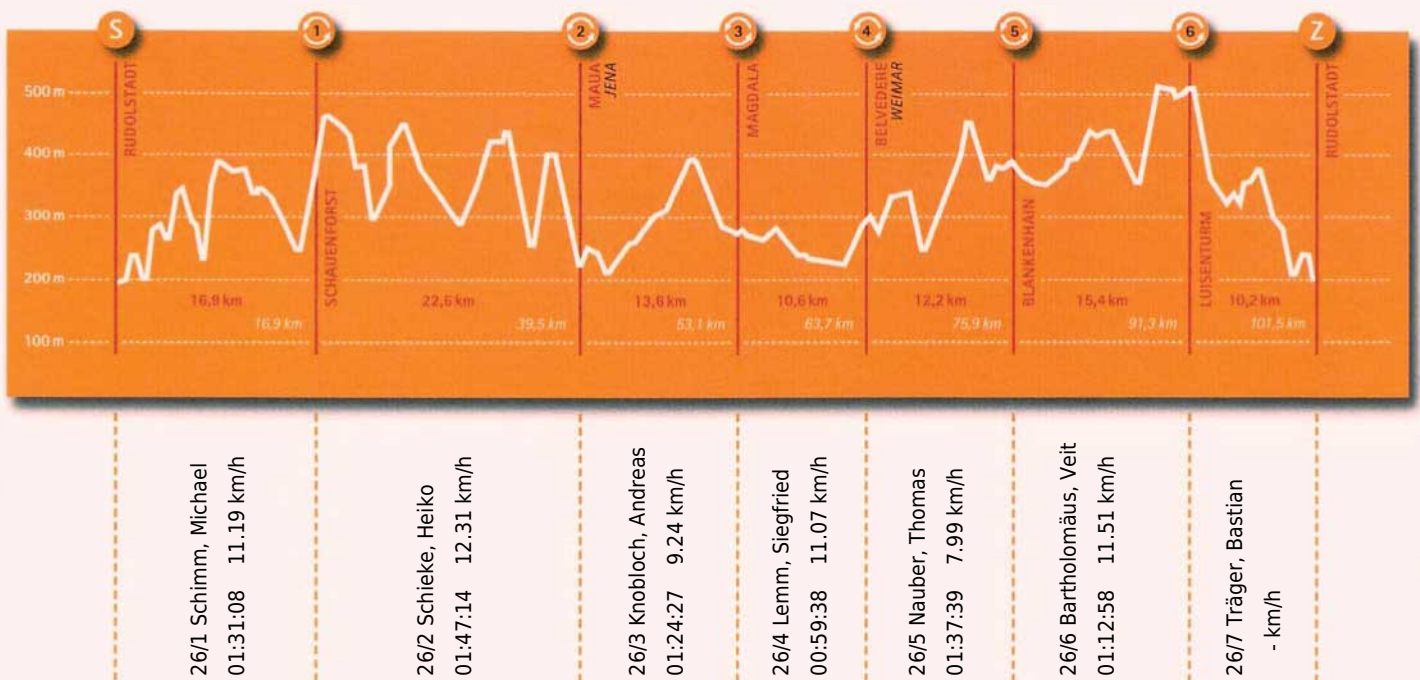 S
1
2
3
4
5
6
Z
500 m
400 m
300 m
200 m
100 m
RUDOLSTADT
SCHAUENFORST
MAUA
JENA
MAGDALA
BELVEDERE
WEIMAR
BLANKENHAIN
LUISENTURM
RUDOLSTADT
16,9 km
22,6 km
13,6 km
10,6 km
12,2 km
15,4 km
10,2 km
16,9 km
39,5 km
53,1 km
63,7 km
75,9 km
91,3 km
101,5 km
26/1 Schimm, Michael
01:31:08 11.19 km/h
26/2 Schieke, Heiko
01:47:14 12.31 km/h
26/3 Knobloch, Andreas
01:24:27 9.24 km/h
26/4 Lemm, Siegfried
00:59:38 11.07 km/h
26/5 Nauber, Thomas
01:37:39 7.99 km/h
26/6 Bartholomäus, Veit
01:12:58 11.51 km/h
26/7 Träger, Bastian
- km/h